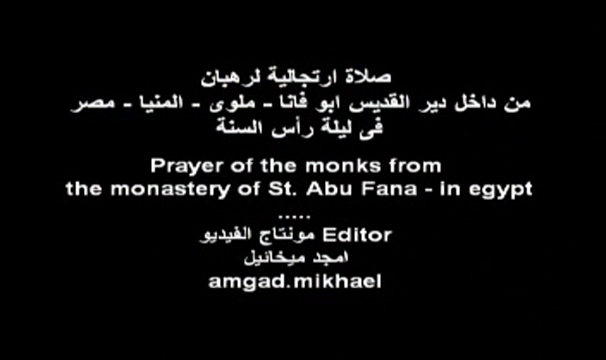 صلاة ارتجالية لرهبان
من داخل دير القديس ابو فانا - ملوى - المنيا - مصر
فى ليلة رأس السنة
Prayer of the monks from
the monastery of St. Abu Fana - in egypt
.....
مونتاج الفيديو Editor
امجد ميخائيل
amgad.mikhael